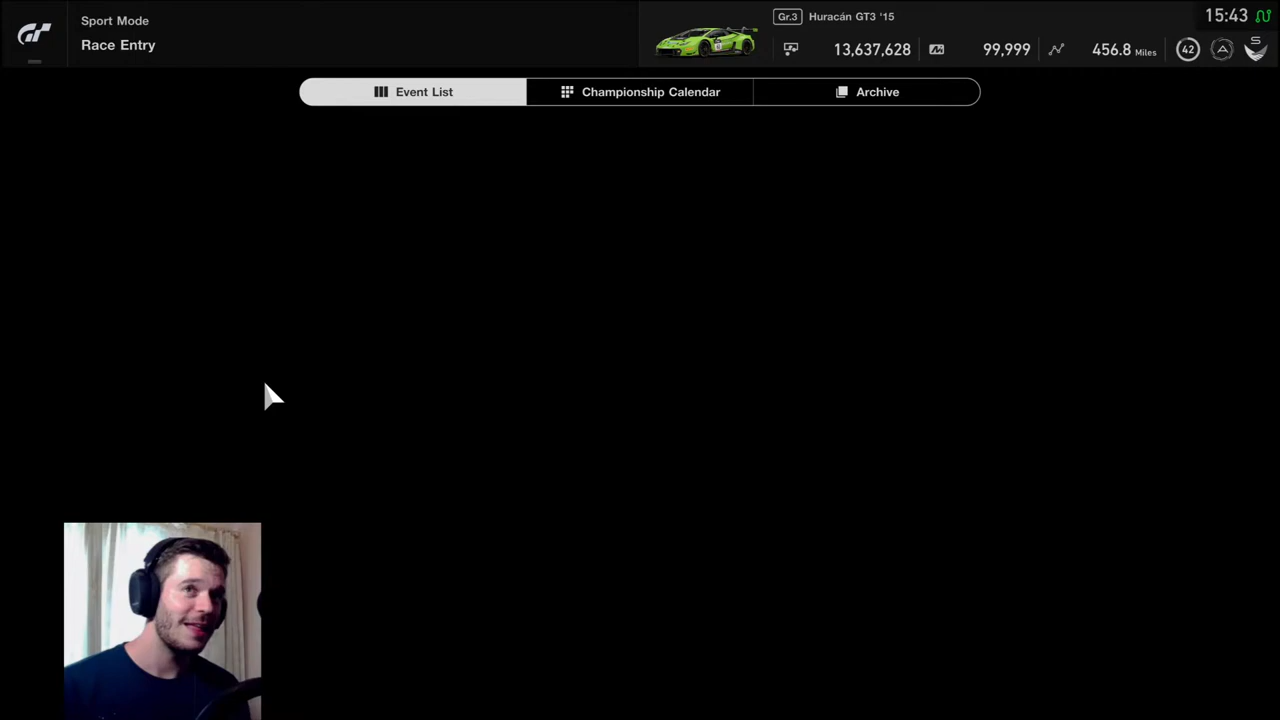 Sport Mode
Race Entry
Gr.3 Huracán GT3 '15
13,637,628
99,999
456.8 Miles
42
A
S
15:43
Event List
Championship Calendar
Archive